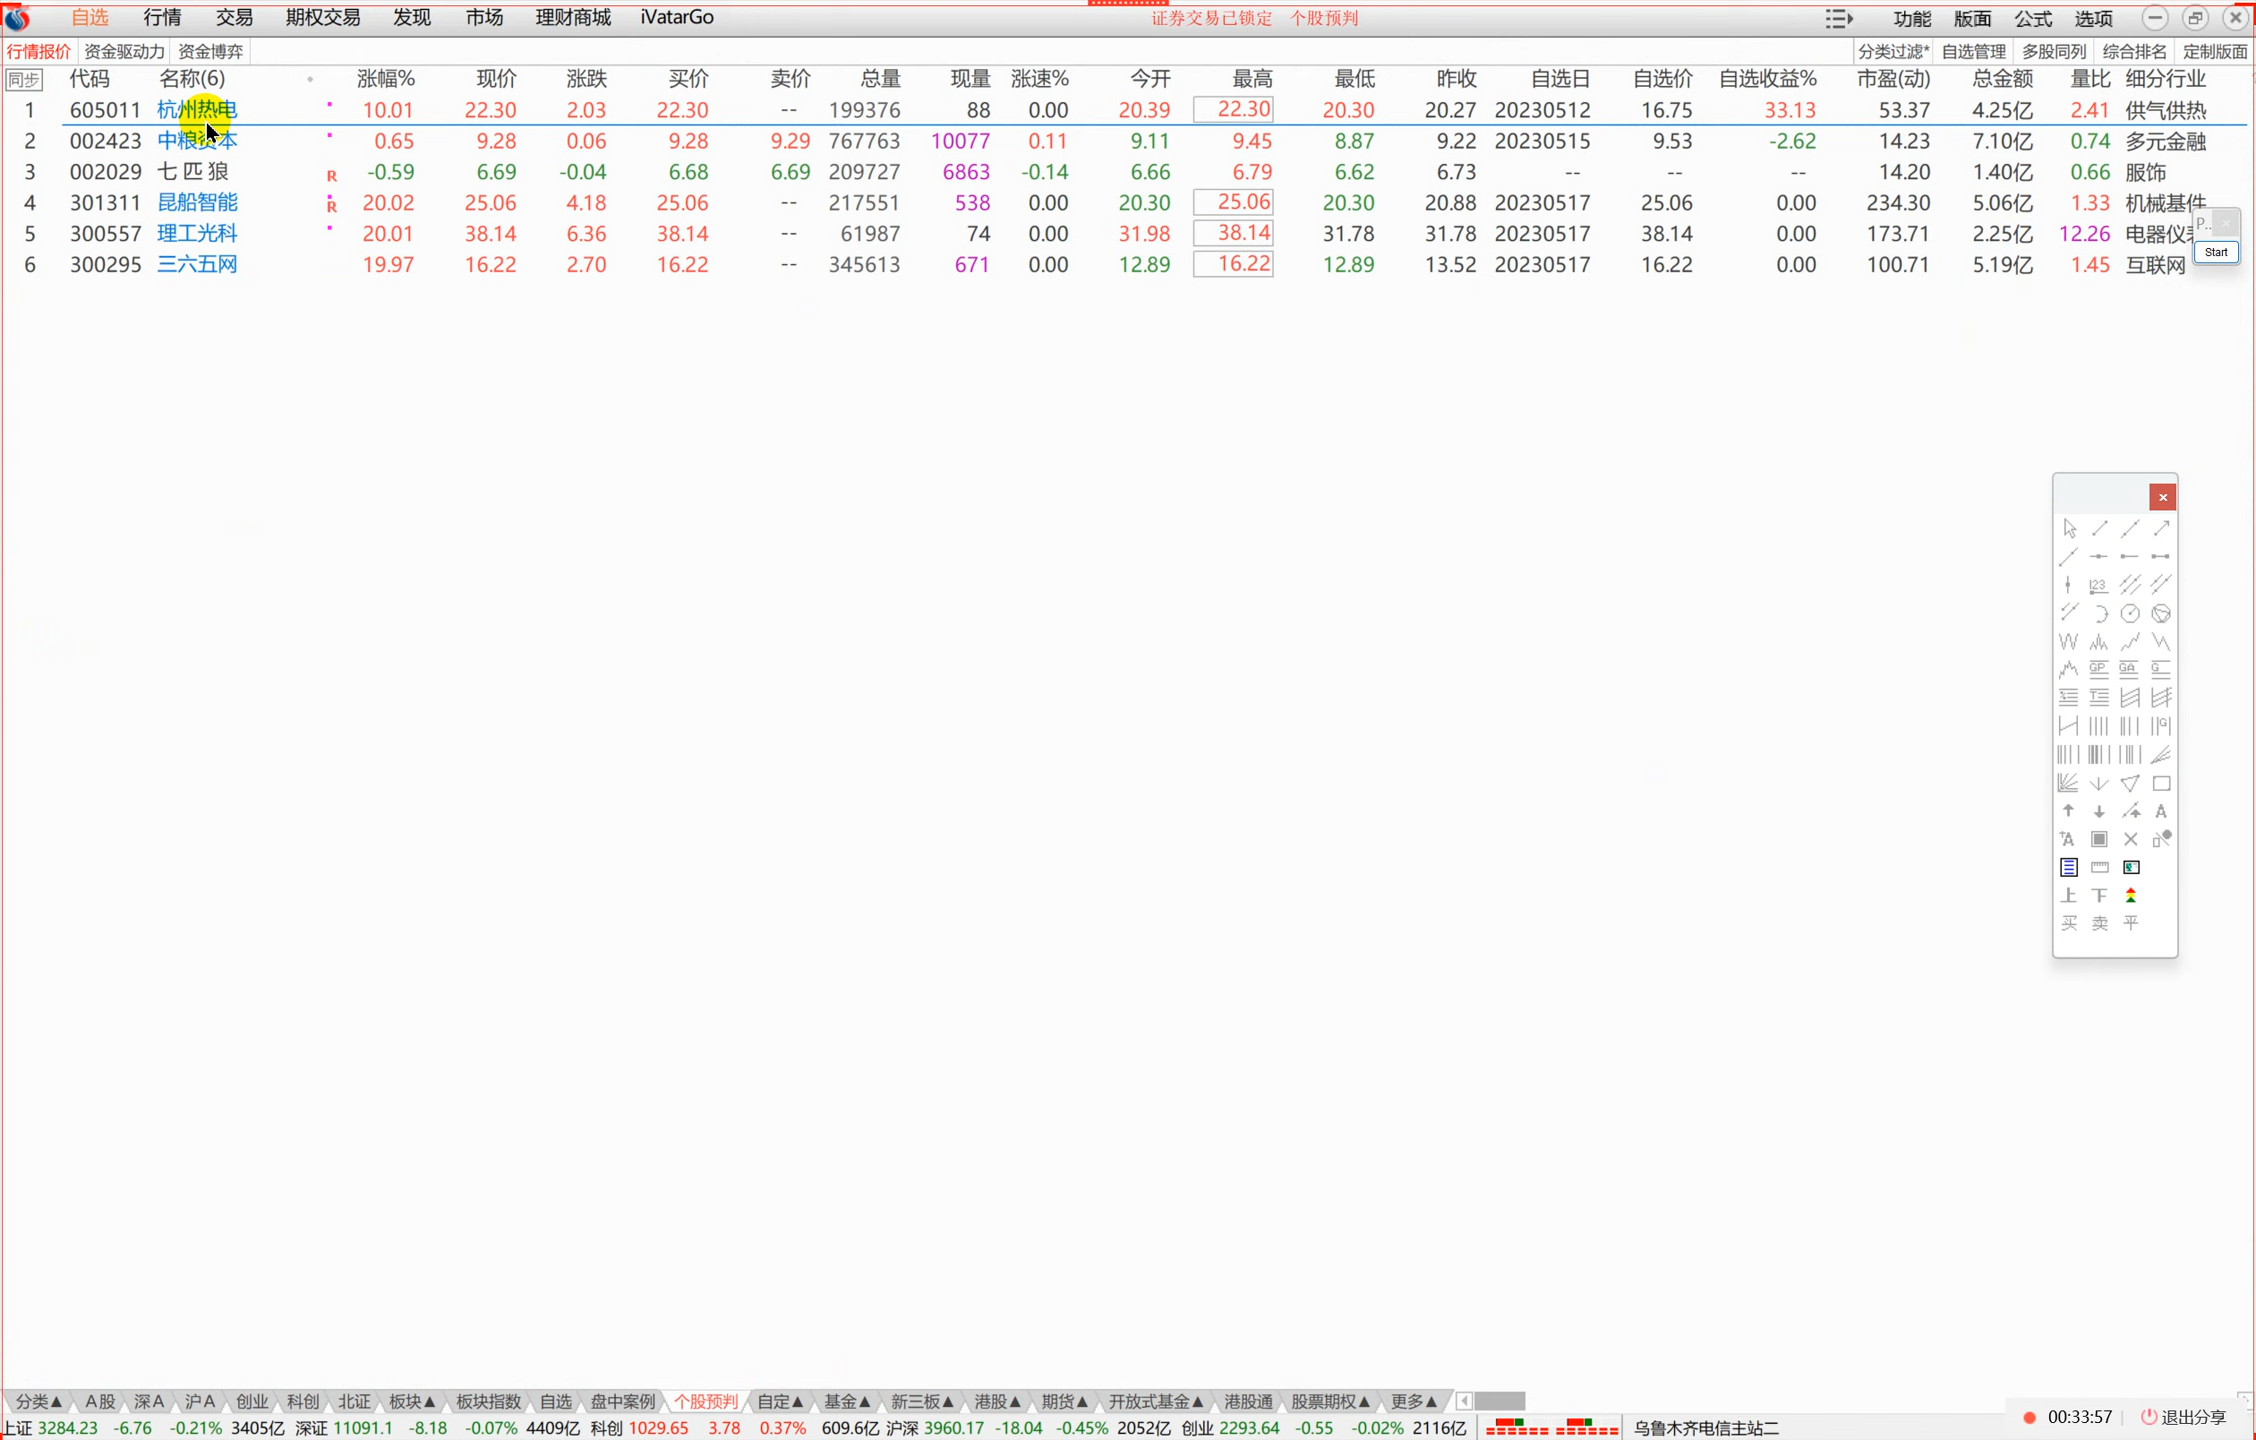 自选 行情 交易 期权交易 发现 市场 理财商城 iVatarGo 证券交易已锁定 个股预判 功能 版面 公式 选项
行情报价 资金驱动力 资金博弈 分类过滤* 自选管理 多股同列 综合排名 定制版面
同步 代码 名称(6) 涨幅% 现价 涨跌 买价 卖价 总量 现量 涨速% 今开 最高 最低 昨收 自选日 自选价 自选收益% 市盈(动) 总金额 量比 细分行业
1 605011 杭州热电 10.01 22.30 2.03 22.30 -- 199376 88 0.00 20.39 22.30 20.30 20.27 20230512 16.75 33.13 53.37 4.25亿 2.41 供气供热
2 002423 中粮资本 0.65 9.28 0.06 9.28 9.29 767763 10077 0.11 9.11 9.45 8.87 9.22 20230515 9.53 -2.62 14.23 7.10亿 0.74 多元金融
3 002029 七匹狼 R -0.59 6.69 -0.04 6.68 6.69 209727 6863 -0.14 6.66 6.79 6.62 6.73 -- -- -- 14.20 1.40亿 0.66 服饰
4 301311 昆船智能 R 20.02 25.06 4.18 25.06 -- 217551 538 0.00 20.30 25.06 20.30 20.88 20230517 25.06 0.00 234.30 5.06亿 1.33 机械基件
5 300557 理工光科 20.01 38.14 6.36 38.14 -- 61987 74 0.00 31.98 38.14 31.78 31.78 20230517 38.14 0.00 173.71 2.25亿 12.26 电器仪
6 300295 三六五网 19.97 16.22 2.70 16.22 -- 345613 671 0.00 12.89 16.22 12.89 13.52 20230517 16.22 0.00 100.71 5.19亿 1.45 互联网
P..
Start
123
GP GA G
G
A
A
上 下
买 卖 平
分类▲ A股 深A 沪A 创业 科创 北证 板块▲ 板块指数 自选 盘中案例 个股预判 自定▲ 基金▲ 新三板▲ 港股▲ 期货▲ 开放式基金▲ 港股通 股票期权▲ 更多▲
上证 3284.23 -6.76 -0.21% 3405亿 深证 11091.1 -8.18 -0.07% 4409亿 科创 1029.65 3.78 0.37% 609.6亿 沪深 3960.17 -18.04 -0.45% 2052亿 创业 2293.64 -0.55 -0.02% 2116亿 乌鲁木齐电信主站二
00:33:57 退出分享